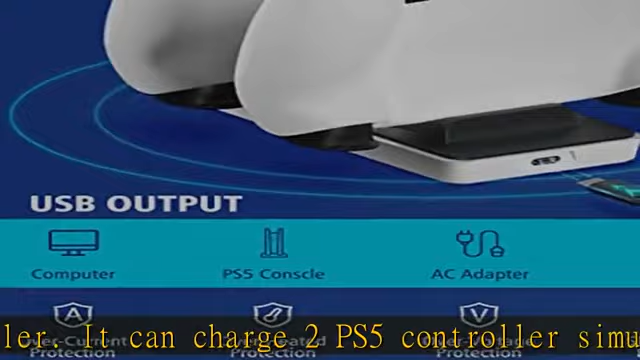 USB OUTPUT
Computer
PS5 Conscle
AC Adapter
ler. It can charge 2 PS5 controller simu
Protection
Protection
Protection